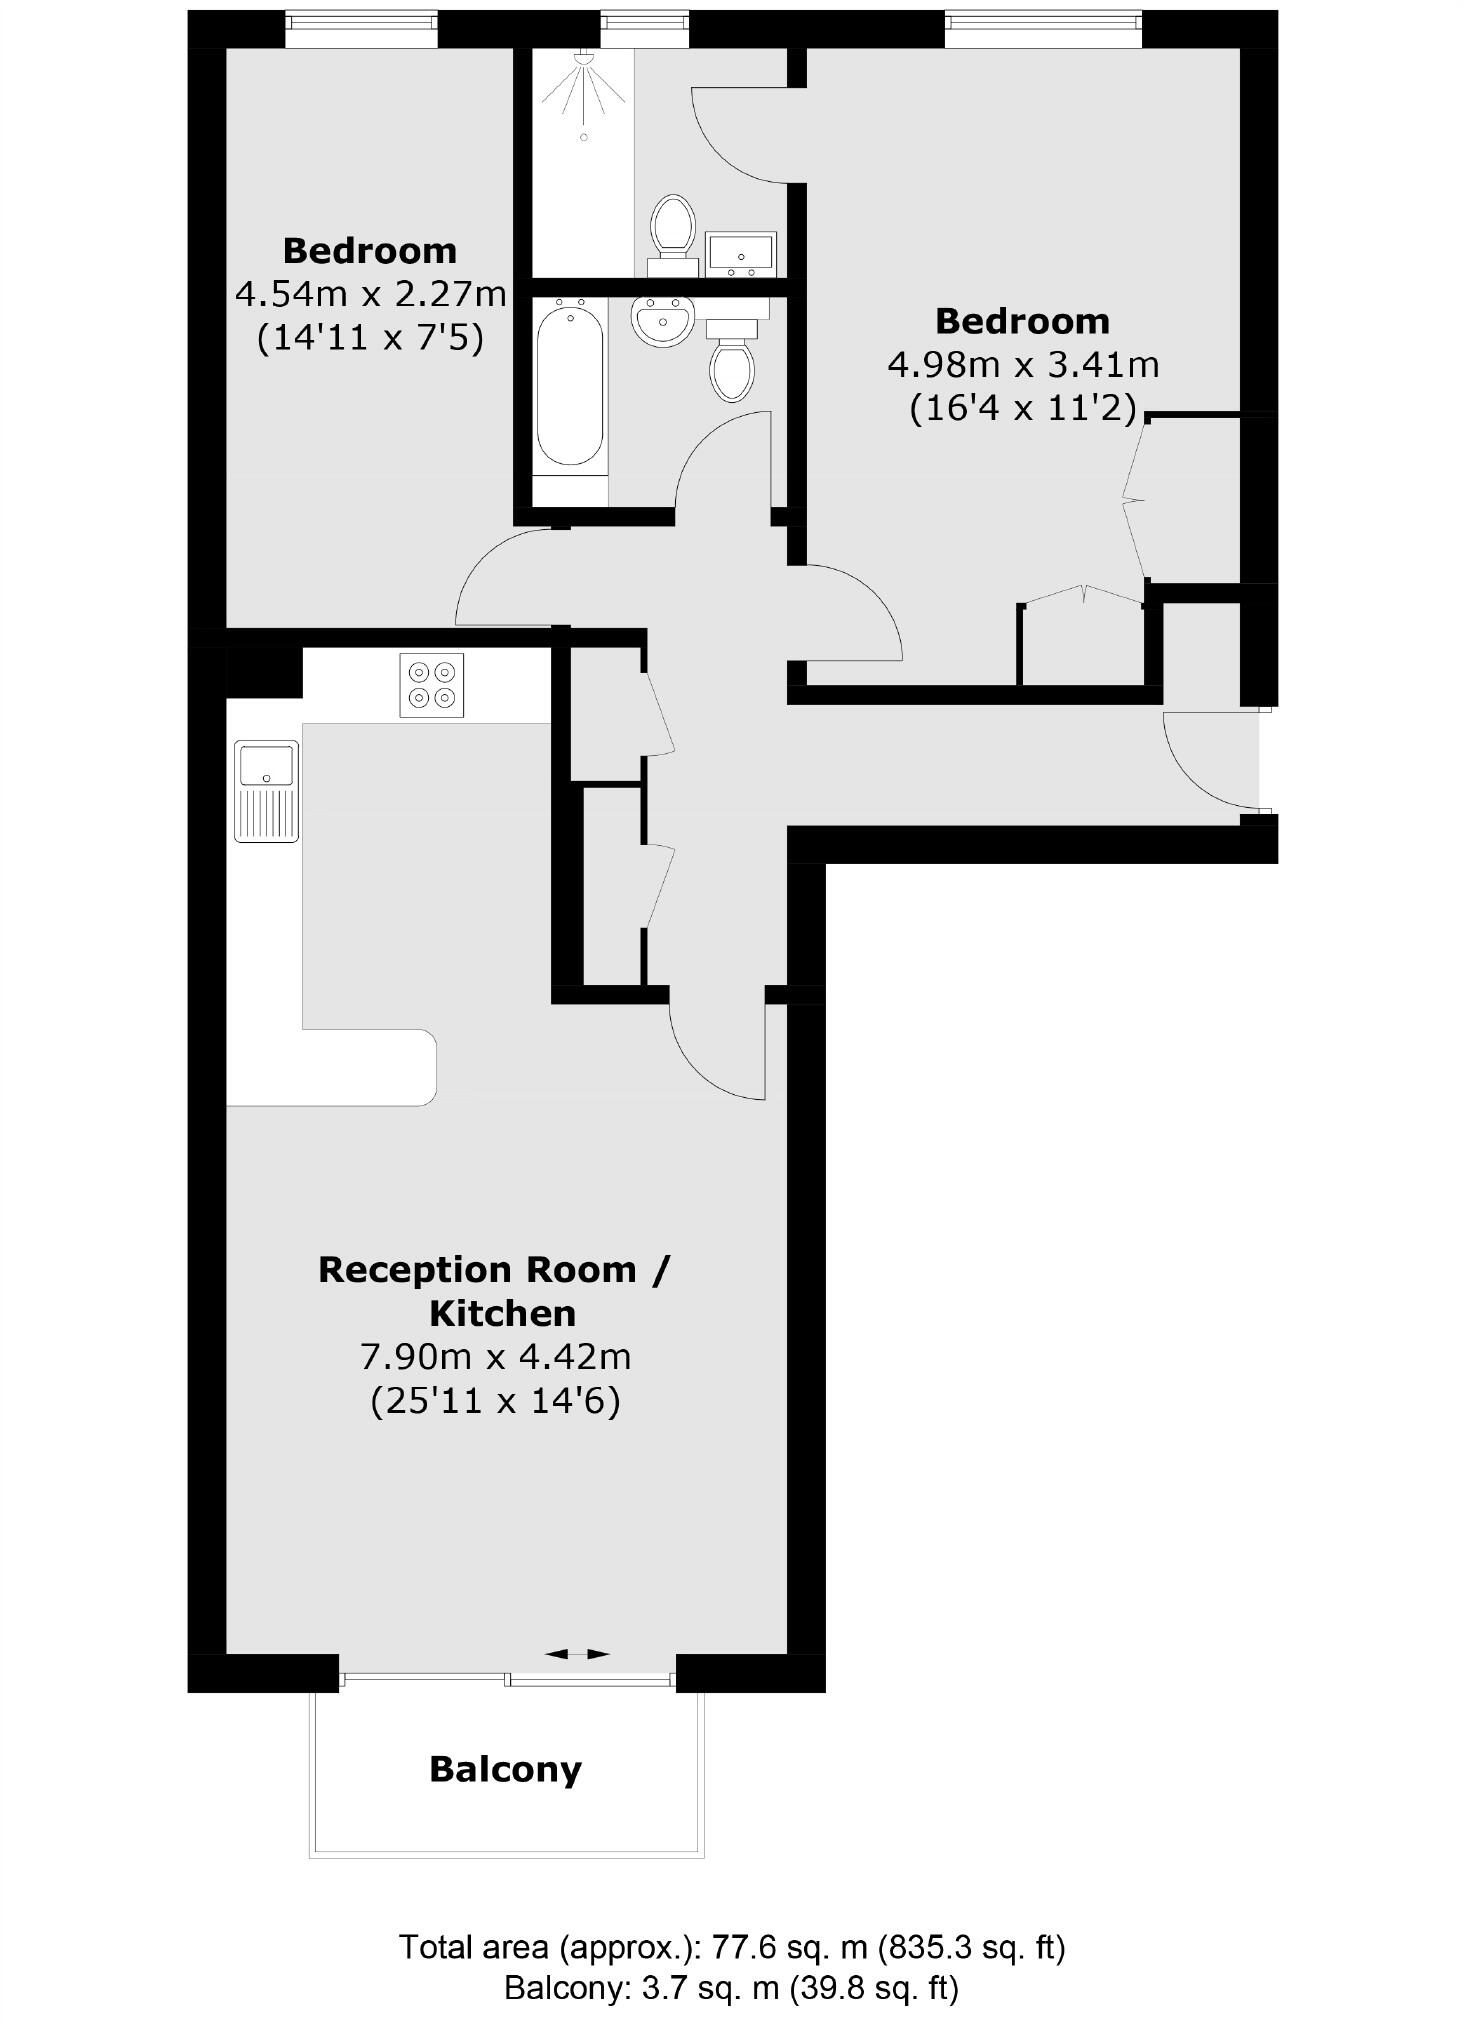 Bedroom
4.54m x 2.27m
(14'11 x 7'5)
Bedroom
4.98m x 3.41m
(16'4 x 11'2)
Reception Room /
Kitchen
7.90m x 4.42m
(25'11 x 14'6)
Balcony
Total area (approx.): 77.6 sq. m (835.3 sq. ft)
Balcony: 3.7 sq. m (39.8 sq. ft)